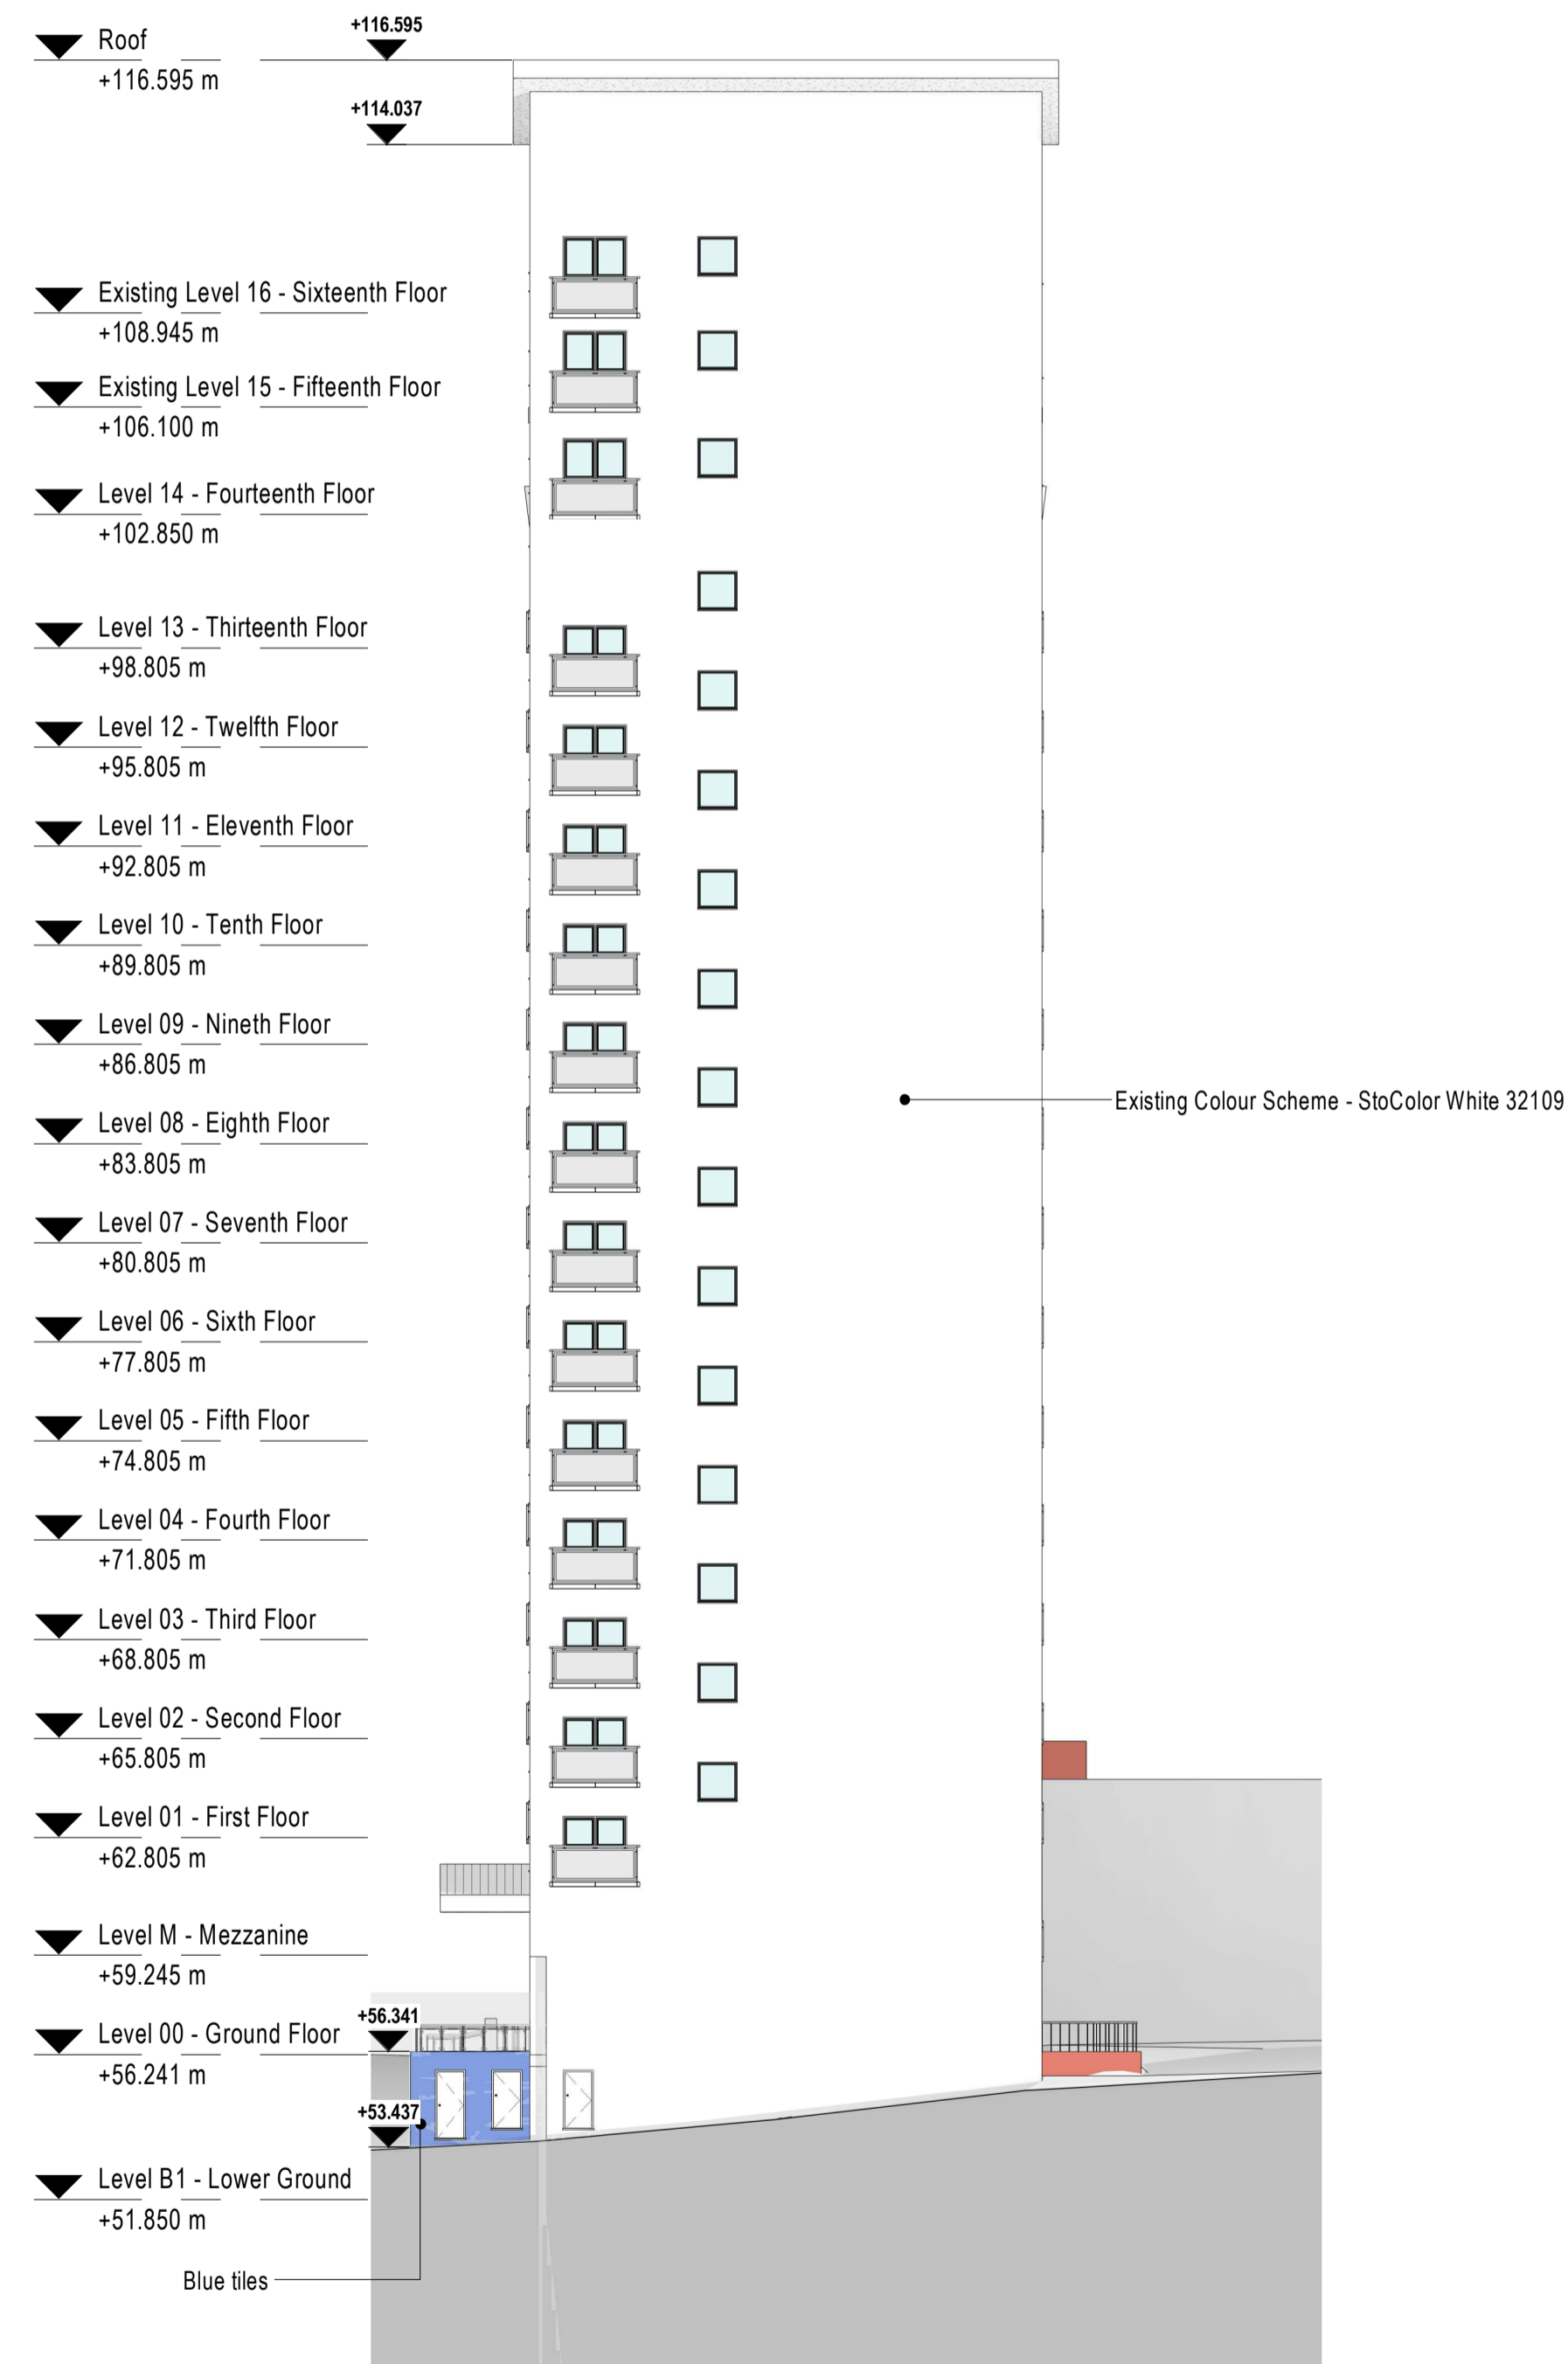 +116.595
Roof
+116.595 m
+114.037
Existing Level 16 - Sixteenth Floor
+108.945 m
Existing Level 15 - Fifteenth Floor
+106.100 m
Level 14 - Fourteenth Floor
+102.850 m
Level 13 - Thirteenth Floor
+98.805 m
Level 12 - Twelfth Floor
+95.805 m
Level 11 - Eleventh Floor
+92.805 m
Level 10 - Tenth Floor
+89.805 m
Level 09 - Nineth Floor
+86.805 m
Existing Colour Scheme - StoColor White 32109
Level 08 - Eighth Floor
+83.805 m
Level 07 - Seventh Floor
+80.805 m
Level 06 - Sixth Floor
+77.805 m
Level 05 - Fifth Floor
+74.805 m
Level 04 - Fourth Floor
+71.805 m
Level 03 - Third Floor
+68.805 m
Level 02 - Second Floor
+65.805 m
Level 01 - First Floor
+62.805 m
Level M - Mezzanine
+59.245 m
+56.341
Level 00 - Ground Floor
+56.241 m
+53.437
Level B1 - Lower Ground
+51.850 m
Blue tiles